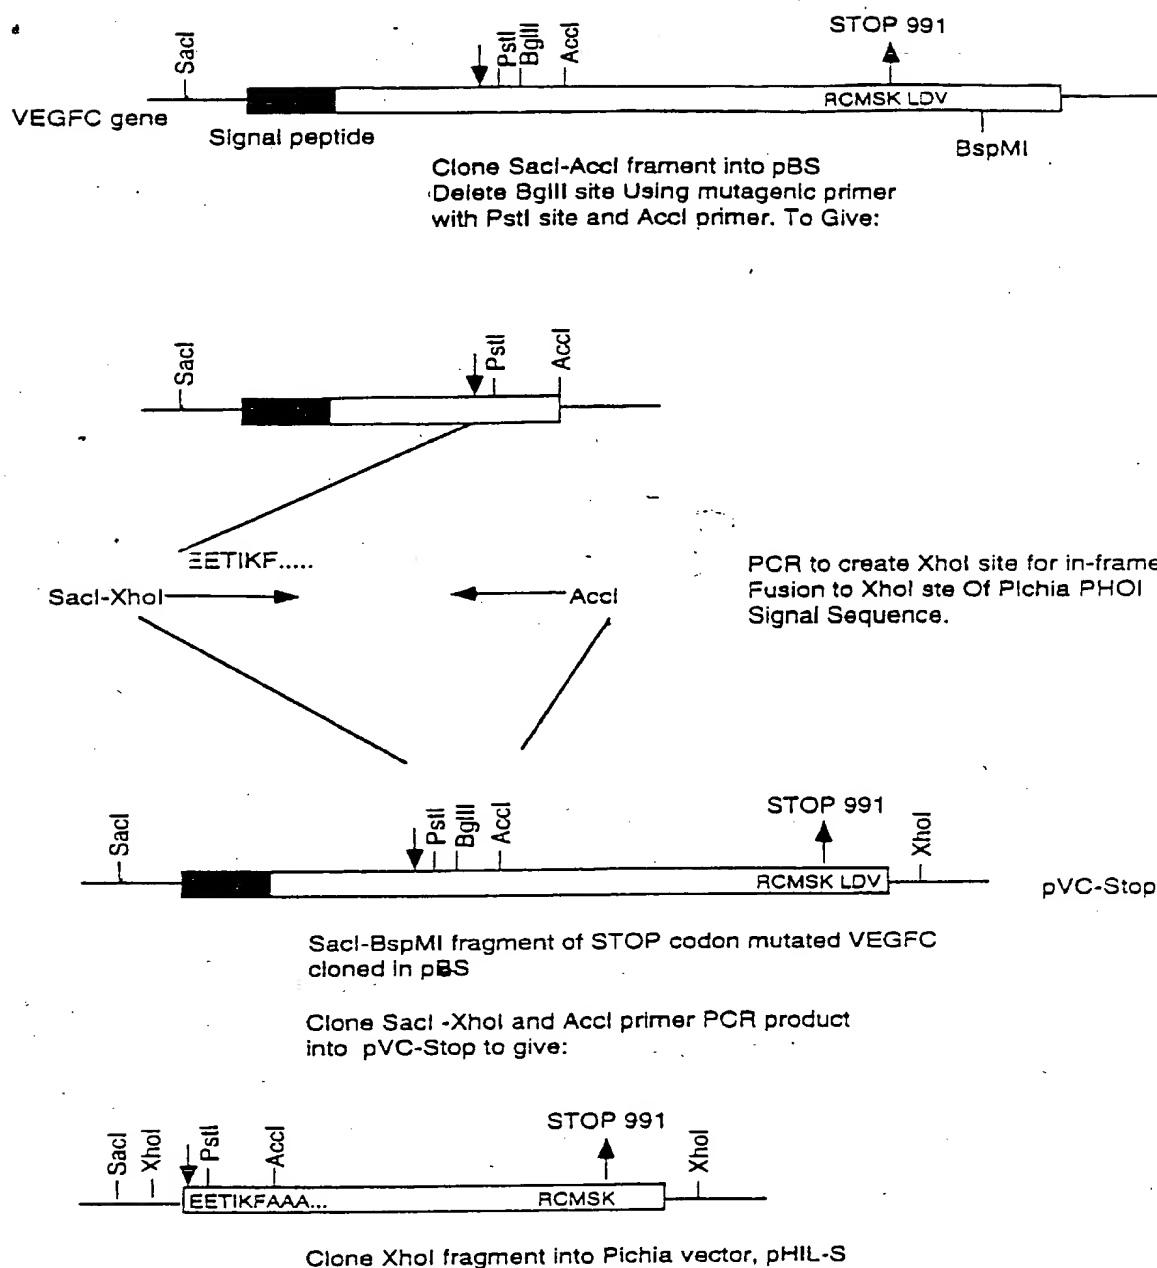 STOP 991
SacI
PstI
BglII
AccI
RCMSK LDV
VEGFC gene
Signal peptide
BspMI
Clone SacI-AccI frament into pBS
Delete BglII site Using mutagenic primer
with PstI site and AccI primer. To Give:
SacI
PstI
AccI
EETIKF.....
SacI-XhoI
AccI
PCR to create XhoI site for in-frame
Fusion to XhoI ste Of Pichia PHOI
Signal Sequence.
STOP 991
SacI
PstI
BglII
AccI
XhoI
RCMSK LDV
pVC-Stop
SacI-BspMI fragment of STOP codon mutated VEGFC
cloned in pBS
Clone SacI -XhoI and AccI primer PCR product
into pVC-Stop to give:
STOP 991
SacI
XhoI
PstI
AccI
XhoI
EETIKFAAA...
RCMSK
Clone XhoI fragment into Pichia vector, pHIL-S